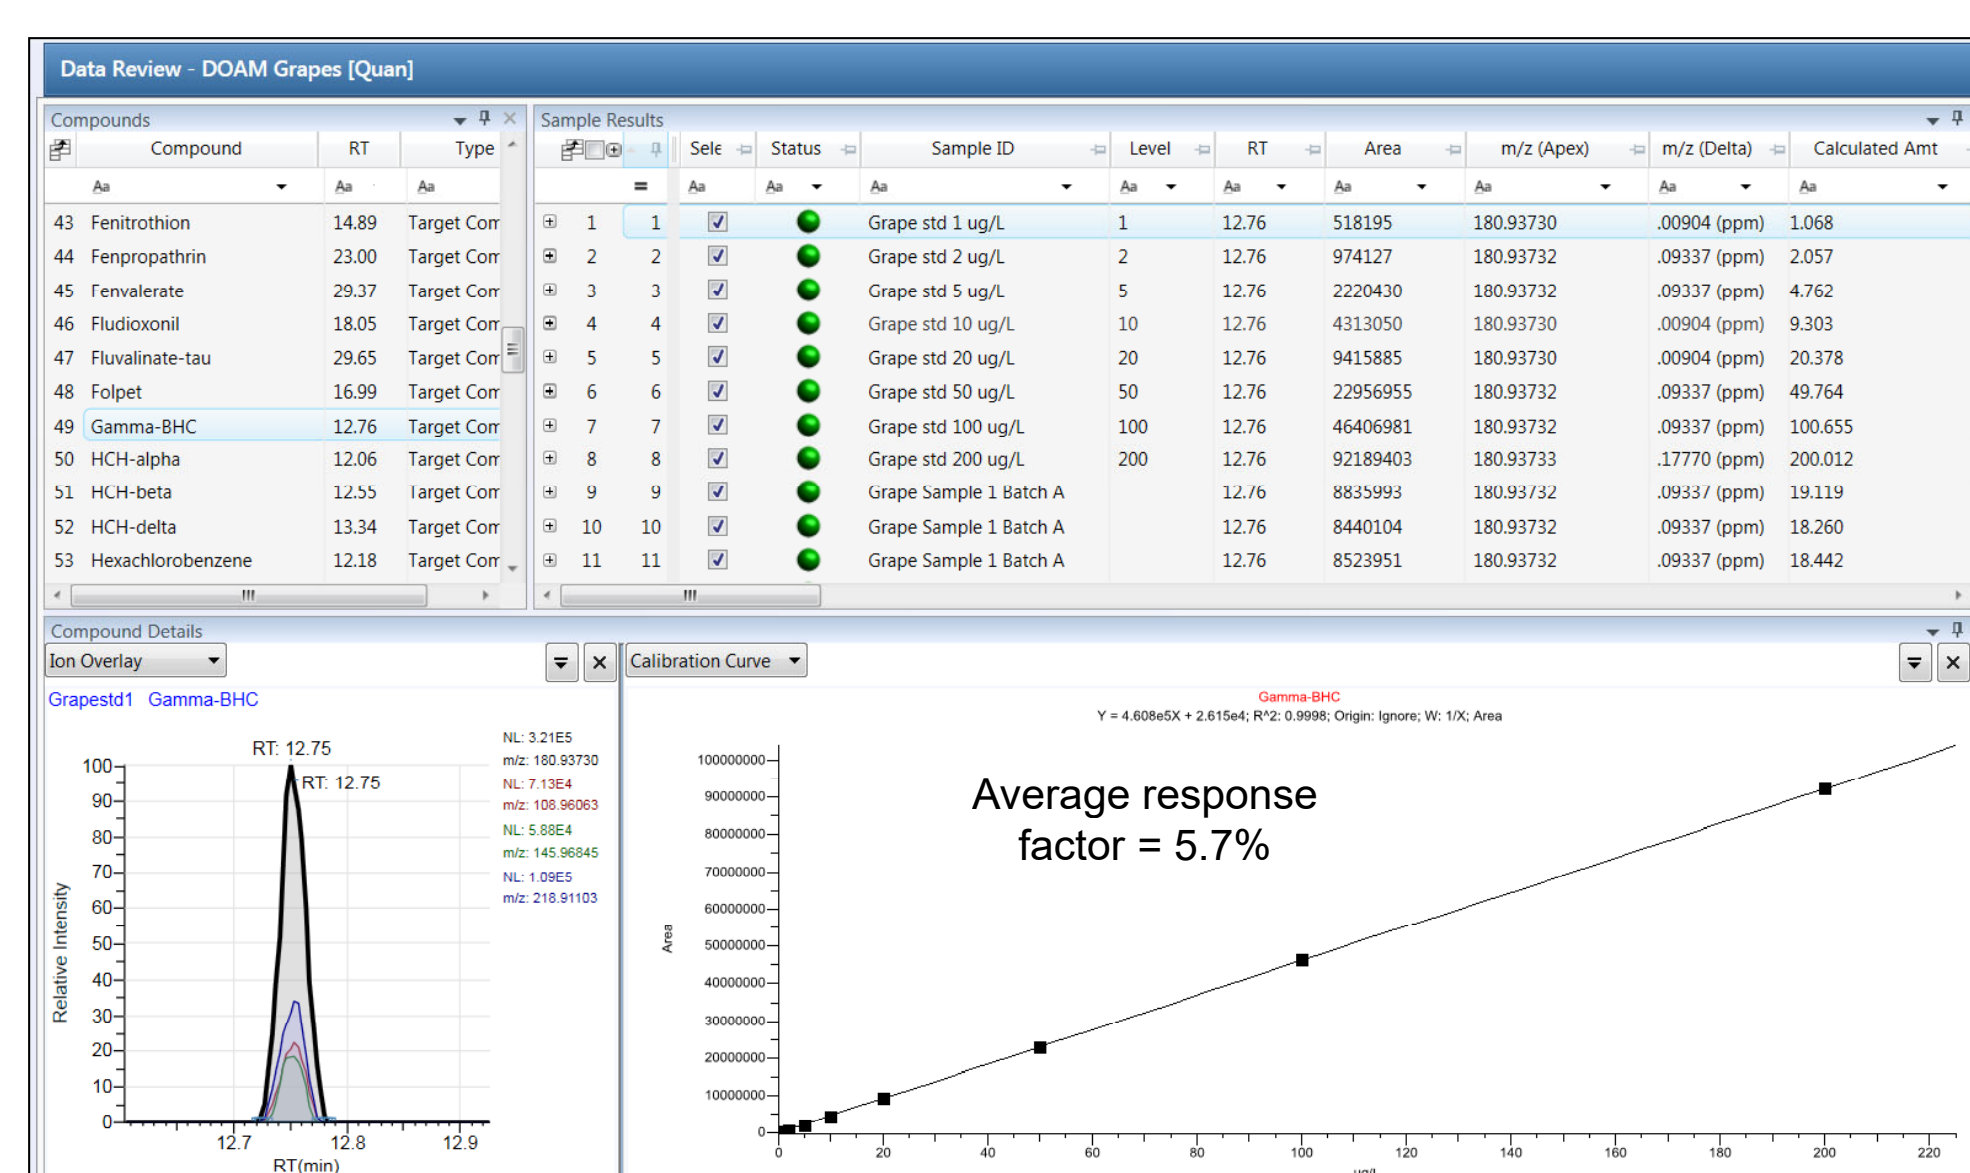 Data Review - DOAM Grapes [Quan]
Compounds
Compound RT Type
Aa Aa Aa
43 Fenitrothion 14.89 Target Com
44 Fenpropathrin 23.00 Target Com
45 Fenvalerate 29.37 Target Com
46 Fludioxonil 18.05 Target Com
47 Fluvalinate-tau 29.65 Target Com
48 Folpet 16.99 Target Com
49 Gamma-BHC 12.76 Target Com
50 HCH-alpha 12.06 Target Com
51 HCH-beta 12.55 Target Com
52 HCH-delta 13.34 Target Com
53 Hexachlorobenzene 12.18 Target Com
Sample Results
Sele Status Sample ID Level RT Area m/z (Apex) m/z (Delta) Calculated Amt
= Aa Aa Aa Aa Aa Aa Aa Aa Aa
1 1 Grape std 1 ug/L 1 12.76 518195 180.93730 .00904 (ppm) 1.068
2 2 Grape std 2 ug/L 2 12.76 974127 180.93732 .09337 (ppm) 2.057
3 3 Grape std 5 ug/L 5 12.76 2220430 180.93732 .09337 (ppm) 4.762
4 4 Grape std 10 ug/L 10 12.76 4313050 180.93730 .00904 (ppm) 9.303
5 5 Grape std 20 ug/L 20 12.76 9415885 180.93730 .00904 (ppm) 20.378
6 6 Grape std 50 ug/L 50 12.76 22956955 180.93732 .09337 (ppm) 49.764
7 7 Grape std 100 ug/L 100 12.76 46406981 180.93732 .09337 (ppm) 100.655
8 8 Grape std 200 ug/L 200 12.76 92189403 180.93733 .17770 (ppm) 200.012
9 9 Grape Sample 1 Batch A 12.76 8835993 180.93732 .09337 (ppm) 19.119
10 10 Grape Sample 1 Batch A 12.76 8440104 180.93732 .09337 (ppm) 18.260
11 11 Grape Sample 1 Batch A 12.76 8523951 180.93732 .09337 (ppm) 18.442
Compound Details
Ion Overlay
Grapestd1 Gamma-BHC
RT: 12.75
RT: 12.75
NL: 3.21E5
m/z: 180.93730
NL: 7.13E4
m/z: 108.96063
NL: 5.88E4
m/z: 145.96845
NL: 1.09E5
m/z: 218.91103
Relative Intensity
100
90
80
70
60
50
40
30
20
10
0
12.7 12.8 12.9
RT(min)
Calibration Curve
Gamma-BHC
Y = 4.608e5X + 2.615e4; R^2: 0.9998; Origin: Ignore; W: 1/X; Area
Average response
factor = 5.7%
Area
100000000
90000000
80000000
70000000
60000000
50000000
40000000
30000000
20000000
10000000
0
0 20 40 60 80 100 120 140 160 180 200 220
ug/L